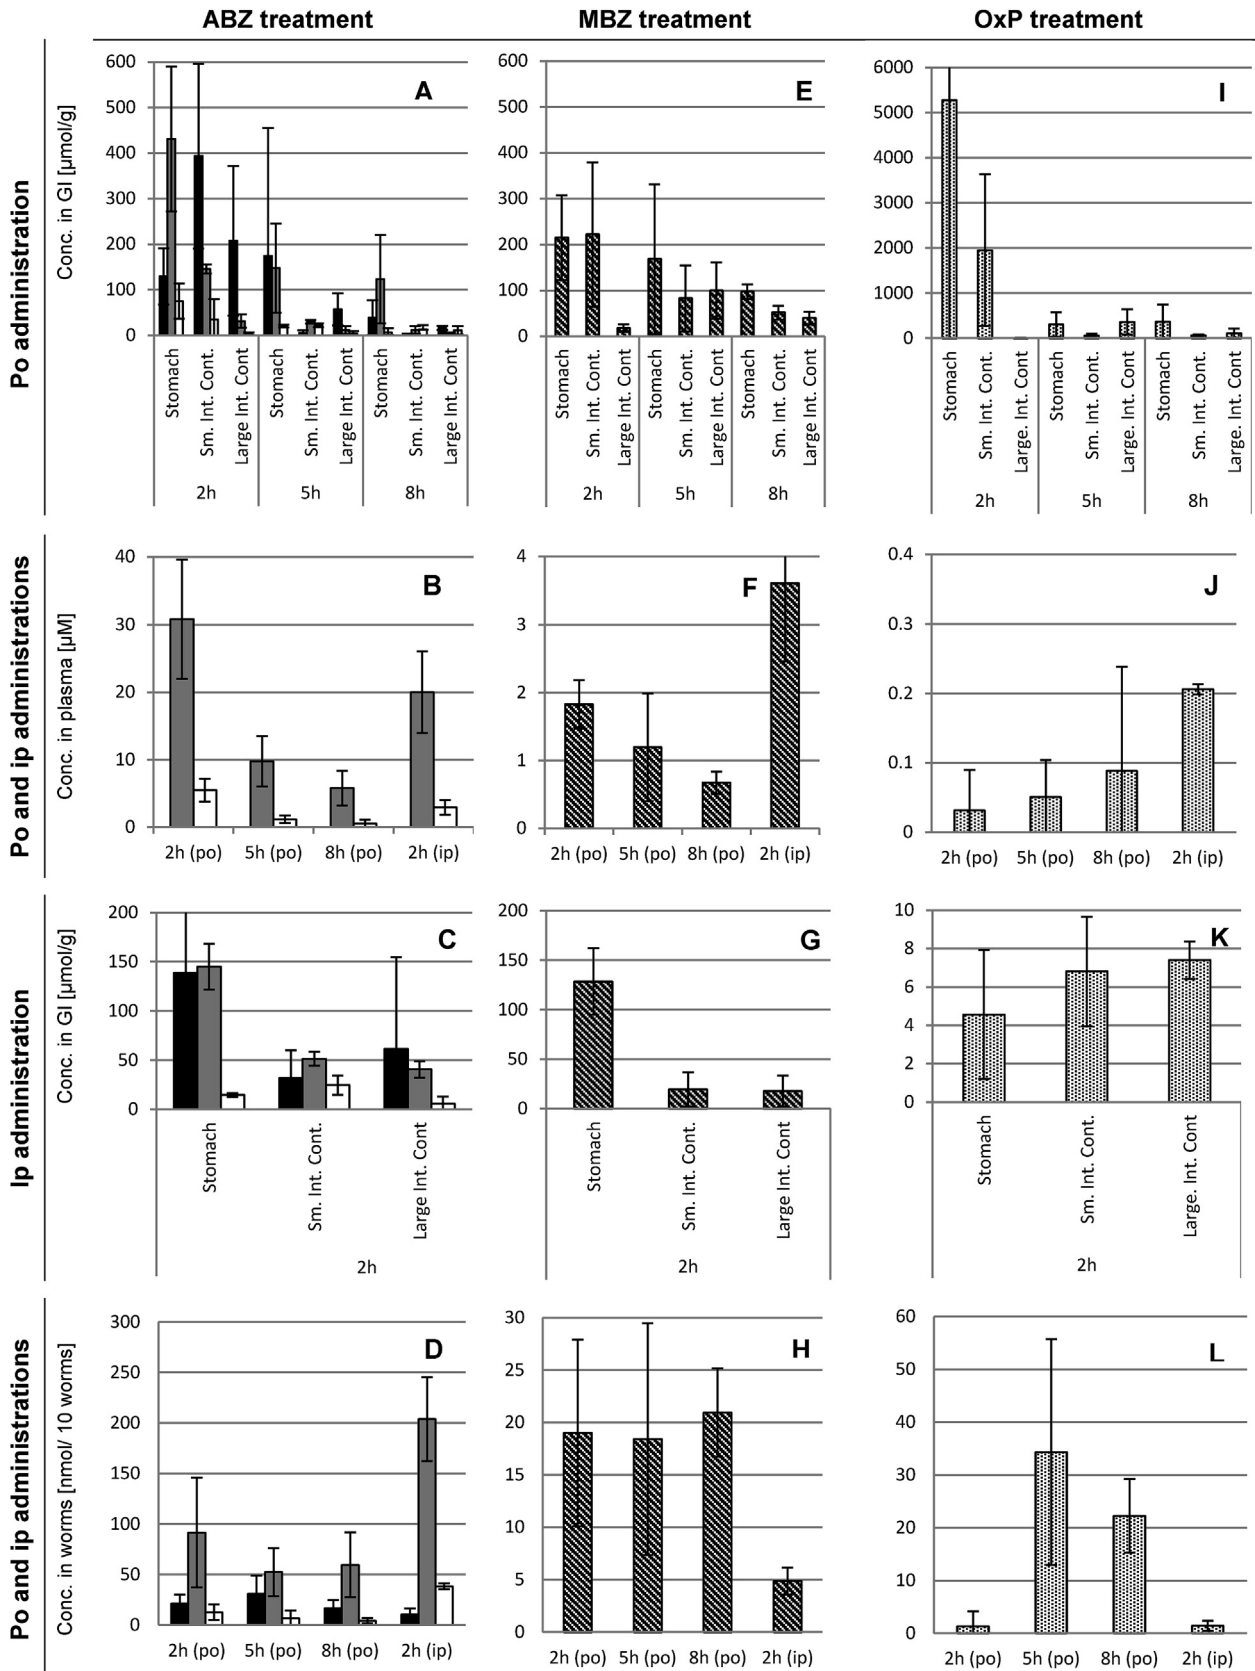 ABZ treatment
MBZ treatment
OxP treatment
Po administration
Conc. in GI [µmol/g]
600
500
400
300
200
100
0
A
Stomach
Sm. Int. Cont.
Large Int. Cont
Stomach
Sm. Int. Cont
Large Int. Cont
Stomach
Sm. Int. Cont.
Large Int. Cont
2h
5h
8h
600
500
400
300
200
100
0
E
Stomach
Sm. Int. Cont.
Large Int. Cont
Stomach
Sm. Int. Cont.
Large Int. Cont
Stomach
Sm. Int. Cont.
Large Int. Cont
2h
5h
8h
6000
5000
4000
3000
2000
1000
0
I
Stomach
Sm. Int. Cont.
Large. Int. Cont
Stomach
Sm. Int. Cont.
Large. Int. Cont
Stomach
Sm. Int. Cont.
Large. Int. Cont
2h
5h
8h
Po and ip administrations
Conc. in plasma [µM]
40
30
20
10
0
B
2h (po)
5h (po)
8h (po)
2h (ip)
4
3
2
1
0
F
2h (po)
5h (po)
8h (po)
2h (ip)
0.4
0.3
0.2
0.1
0
J
2h (po)
5h (po)
8h (po)
2h (ip)
Ip administration
Conc. in GI [µmol/g]
200
150
100
50
0
C
Stomach
Sm. Int. Cont.
Large Int. Cont
2h
200
150
100
50
0
G
Stomach
Sm. Int. Cont.
Large Int. Cont
2h
10
8
6
4
2
0
K
Stomach
Sm. Int. Cont.
Large. Int. Cont
2h
Po and ip administrations
Conc. in worms [nmol/ 10 worms]
300
250
200
150
100
50
0
D
2h (po)
5h (po)
8h (po)
2h (ip)
30
25
20
15
10
5
0
H
2h (po)
5h (po)
8h (po)
2h (ip)
60
50
40
30
20
10
0
L
2h (po)
5h (po)
8h (po)
2h (ip)